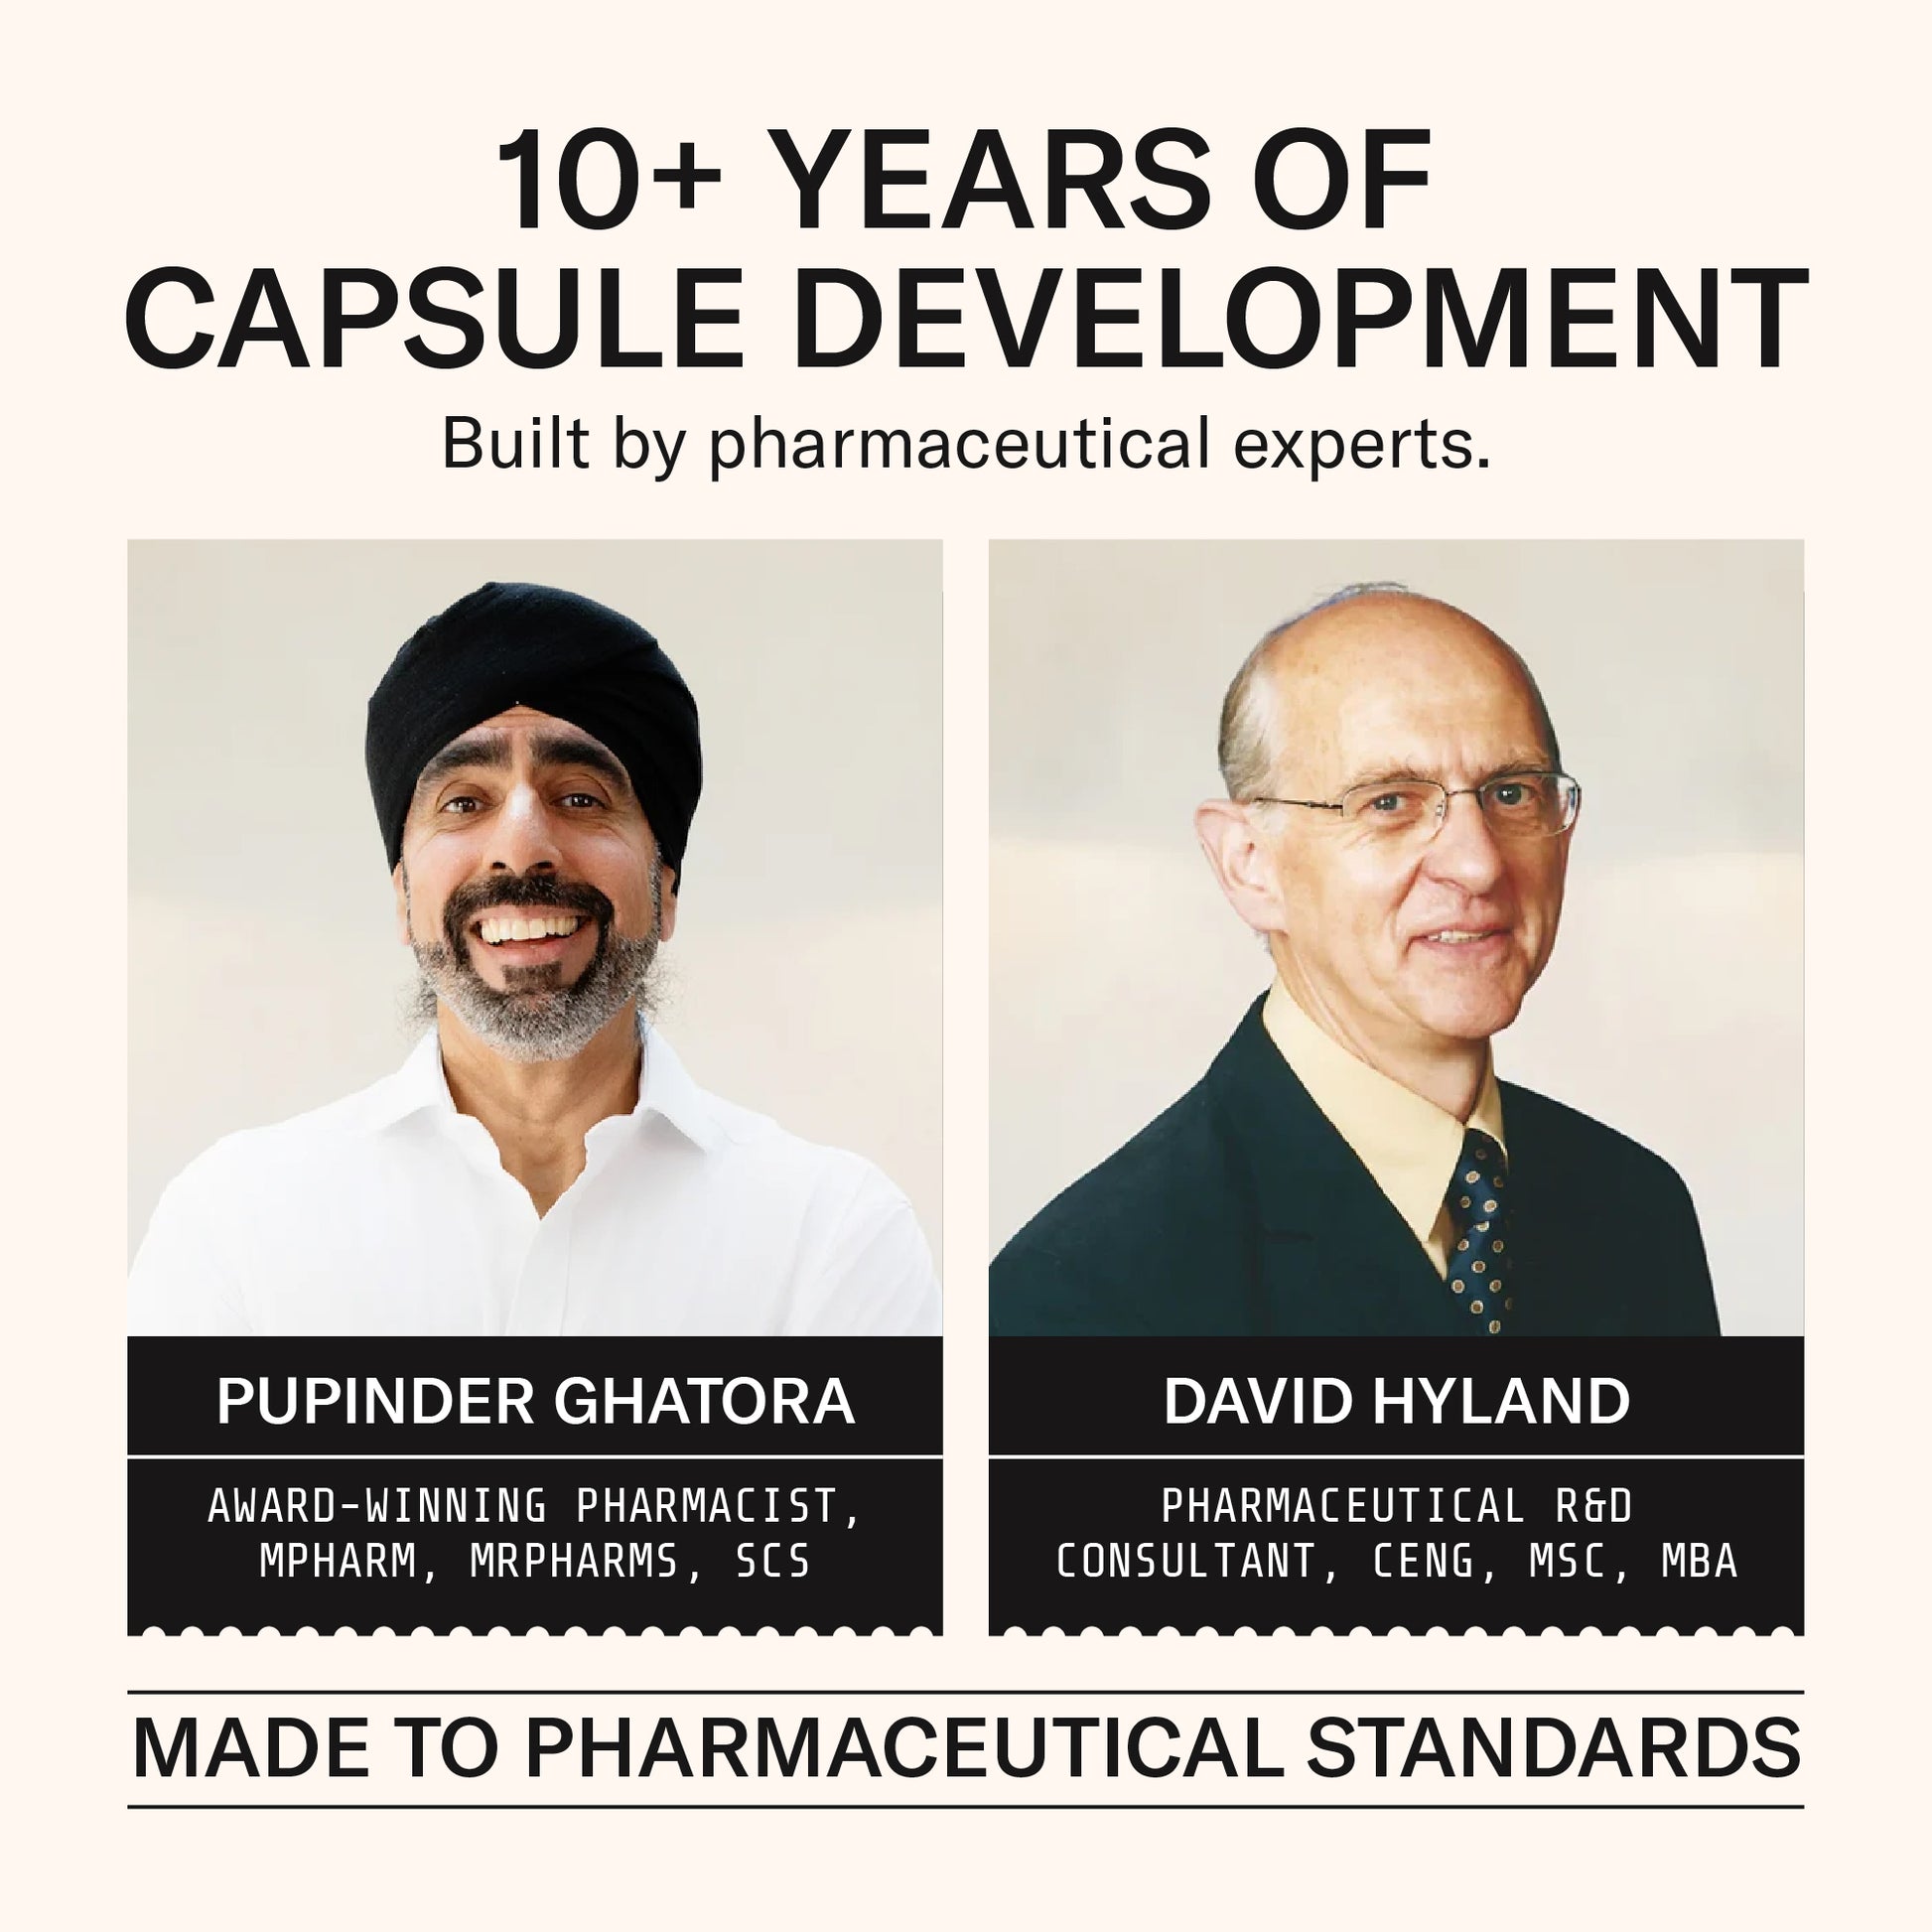 10+ YEARS OF
CAPSULE DEVELOPMENT
Built by pharmaceutical experts.
PUPINDER GHATORA
AWARD-WINNING PHARMACIST,
MPHARM, MRPHARMS, SCS
DAVID HYLAND
PHARMACEUTICAL R&D
CONSULTANT, CENG, MSC, MBA
MADE TO PHARMACEUTICAL STANDARDS